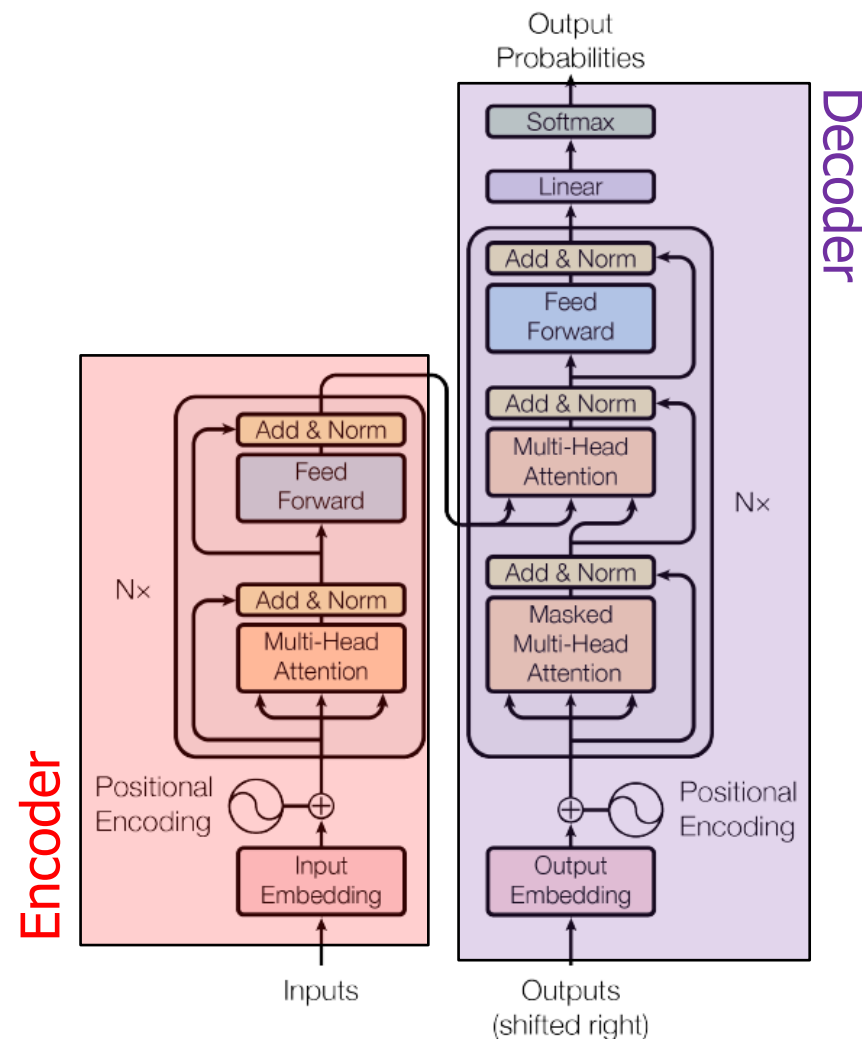 Output
Probabilities
Decoder
Softmax
Linear
Add & Norm
Feed
Forward
Add & Norm
Multi-Head
Attention
Nx
Add & Norm
Masked
Multi-Head
Attention
Positional
Encoding
Output
Embedding
Outputs
(shifted right)
Encoder
Add & Norm
Feed
Forward
Nx
Add & Norm
Multi-Head
Attention
Positional
Encoding
Input
Embedding
Inputs